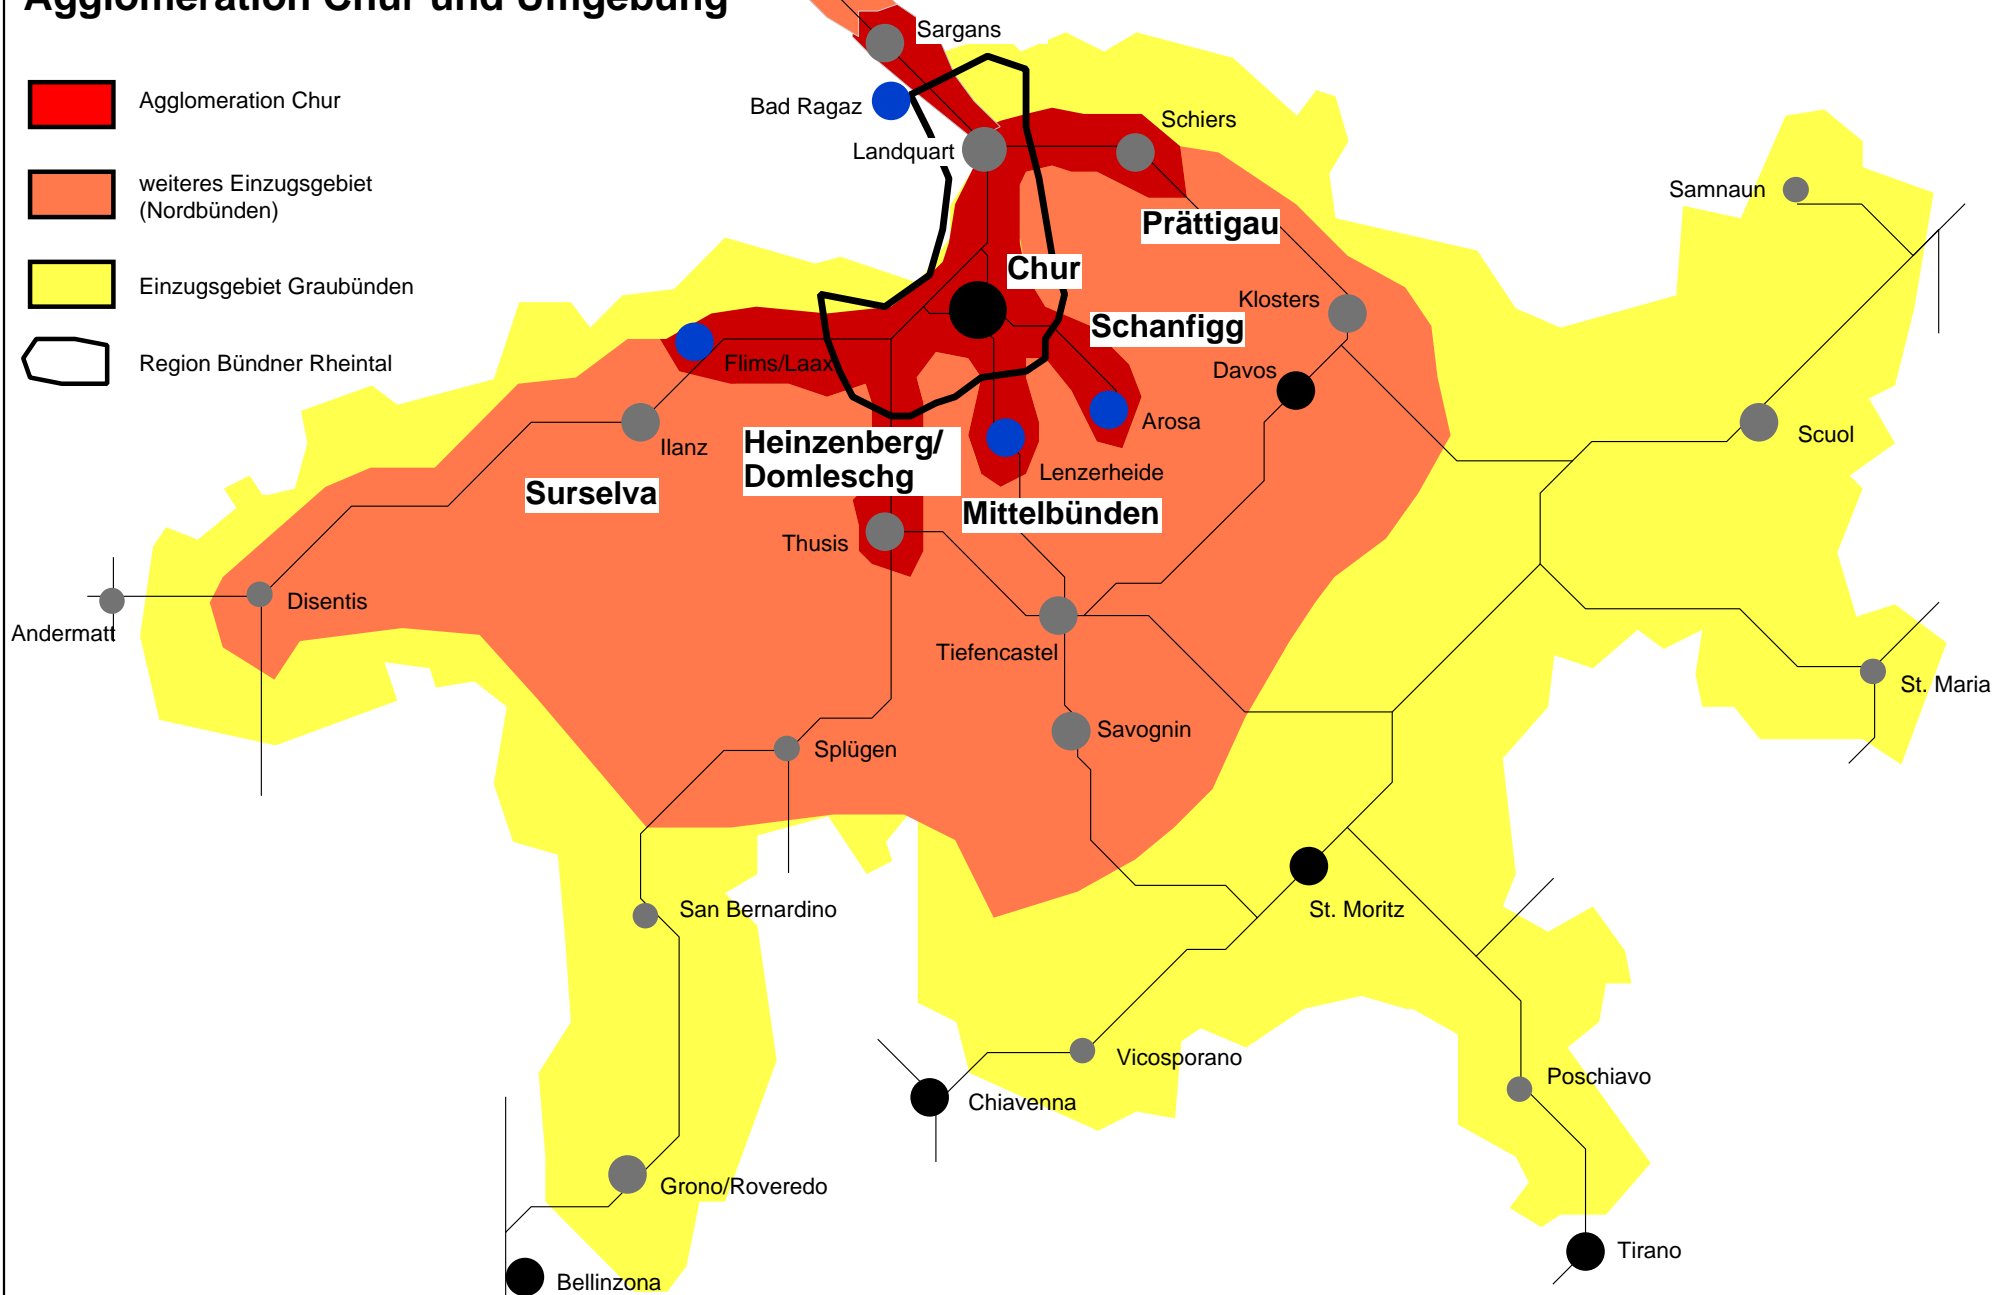 Agglomeration Chur und Umgebung
Agglomeration Chur
weiteres Einzugsgebiet
(Nordbünden)
Einzugsgebiet Graubünden
Region Bündner Rheintal
Sargans
Bad Ragaz
Landquart
Schiers
Samnaun
Prättigau
Chur
Klosters
Schanfigg
Flims/Laax
Davos
Arosa
Scuol
Ilanz
Heinzenberg/
Domleschg
Lenzerheide
Surselva
Mittelbünden
Thusis
Disentis
Andermatt
Tiefencastel
St. Maria
Savognin
Splügen
San Bernardino
St. Moritz
Vicosporano
Poschiavo
Chiavenna
Grono/Roveredo
Tirano
Bellinzona